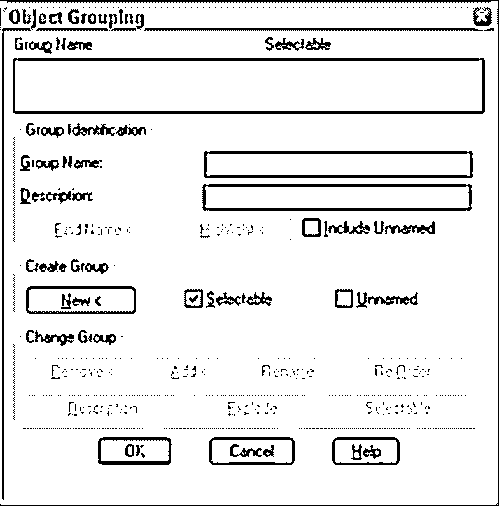 Object Grouping
Group Name Selectable
Group Identification
Group Name:
Description:
Find Name < Highlight < Include Unnamed
Create Group
New < Selectable Unnamed
Change Group
Remove < Add < Rename Re-Order
Description Explode Selectable
OK Cancel Help